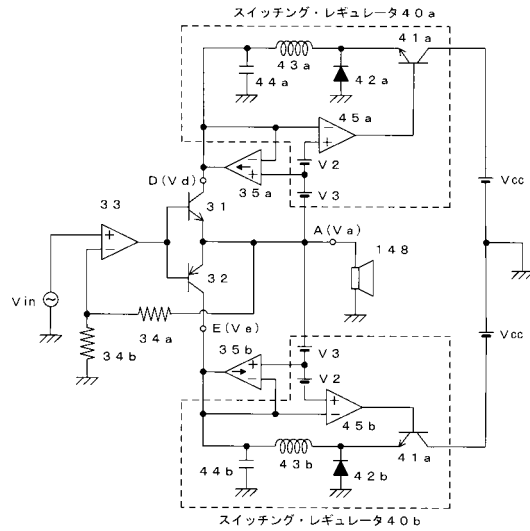 スイッチング・レギュレータ４０ａ
４１ａ
４３ａ
４４ａ
４２ａ
４５ａ
V２
D(Vd)
３５ａ
V３
Vcc
３３
３１
A(Va)
１４８
３２
Vin
３４ａ
E(Ve)
V３
Vcc
３４ｂ
３５ｂ
V２
４５ｂ
４１ａ
４３ｂ
４４ｂ
４２ｂ
スイッチング・レギュレータ４０ｂ